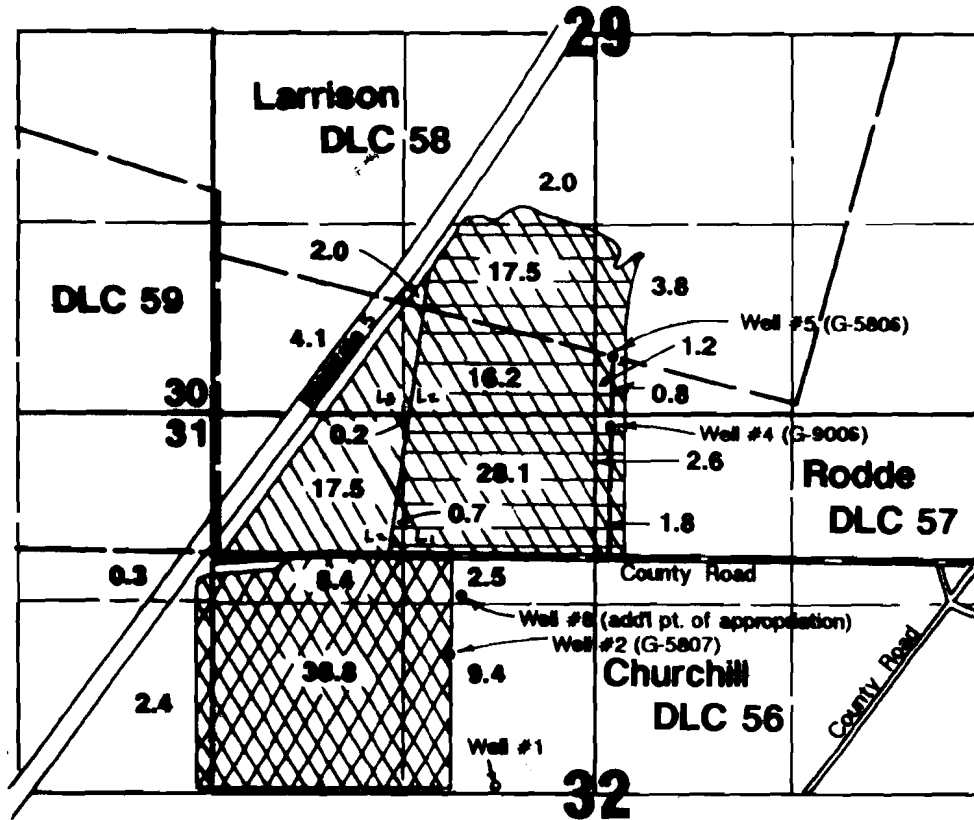 29
Larrison
DLC 58
2.0
2.0
17.5
DLC 59
3.8
4.1
Well #5 (G-5806)
1.2
16.2
0.8
30
31
0.2
Well #4 (G-9006)
2.6
28.1
Rodde
17.5
DLC 57
0.7
1.8
L1
0.3
8.4
2.5
County Road
Well #8 (add'l pt. of appropriation)
Well #2 (G-5807)
38.8
9.4
Churchill
DLC 56
2.4
County Road
Well #1
32